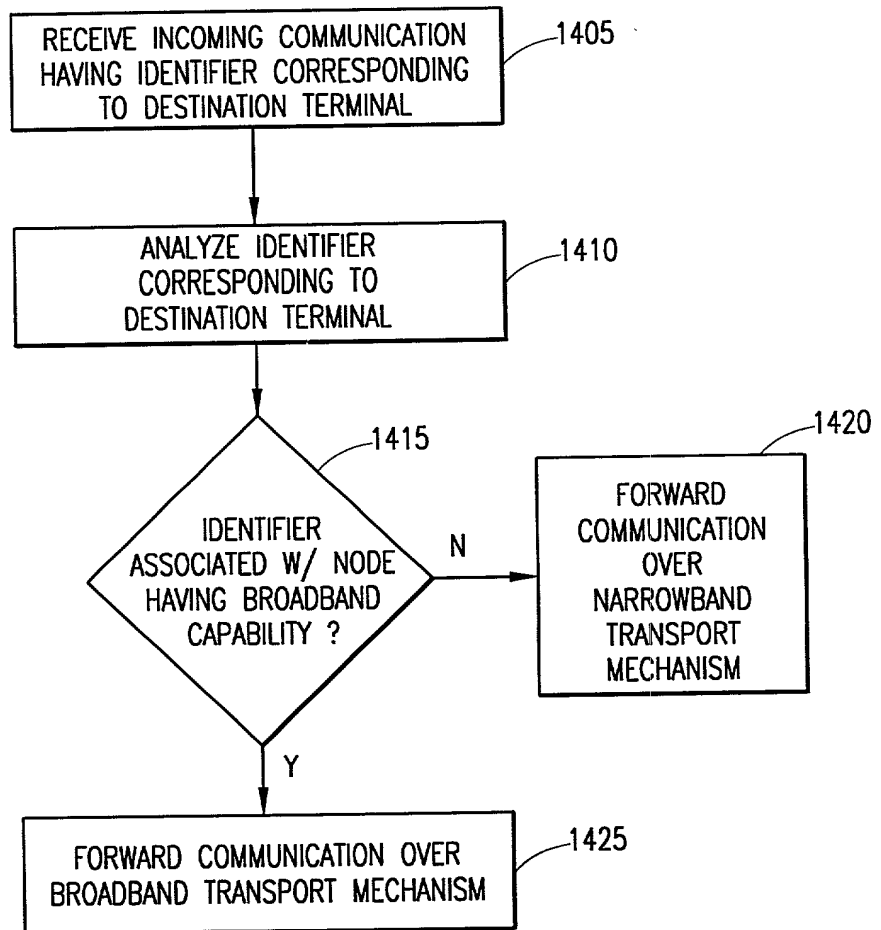 RECEIVE INCOMING COMMUNICATION
HAVING IDENTIFIER CORRESPONDING
TO DESTINATION TERMINAL
1405
ANALYZE IDENTIFIER
CORRESPONDING TO
DESTINATION TERMINAL
1410
1415
IDENTIFIER
ASSOCIATED W/ NODE
HAVING BROADBAND
CAPABILITY ?
N
Y
1420
FORWARD
COMMUNICATION
OVER
NARROWBAND
TRANSPORT
MECHANISM
FORWARD COMMUNICATION OVER
BROADBAND TRANSPORT MECHANISM
1425